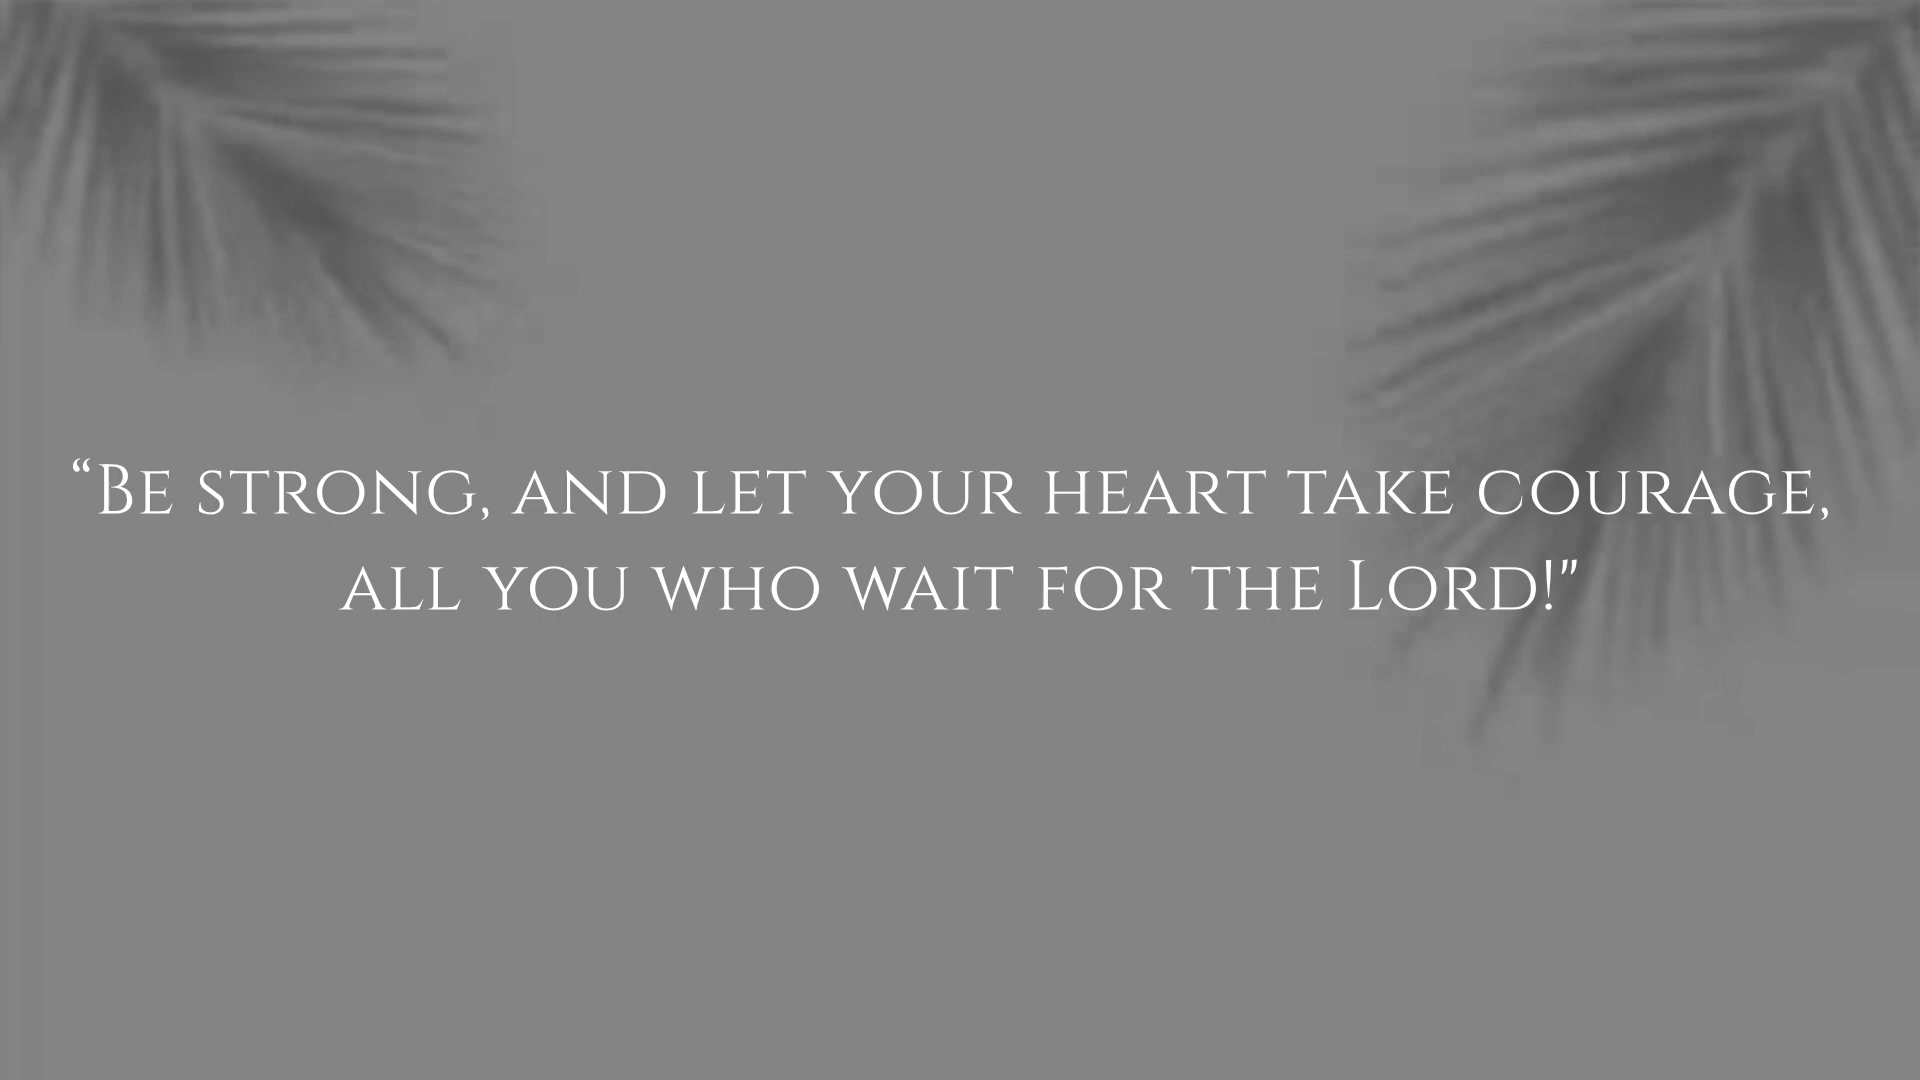 “Be strong, and let your heart take courage,
all you who wait for the Lord!"